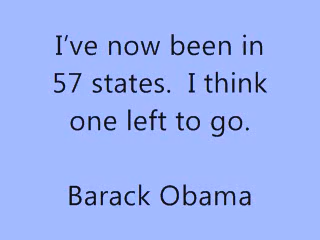 I’ve now been in
57 states.  I think
one left to go.
Barack Obama